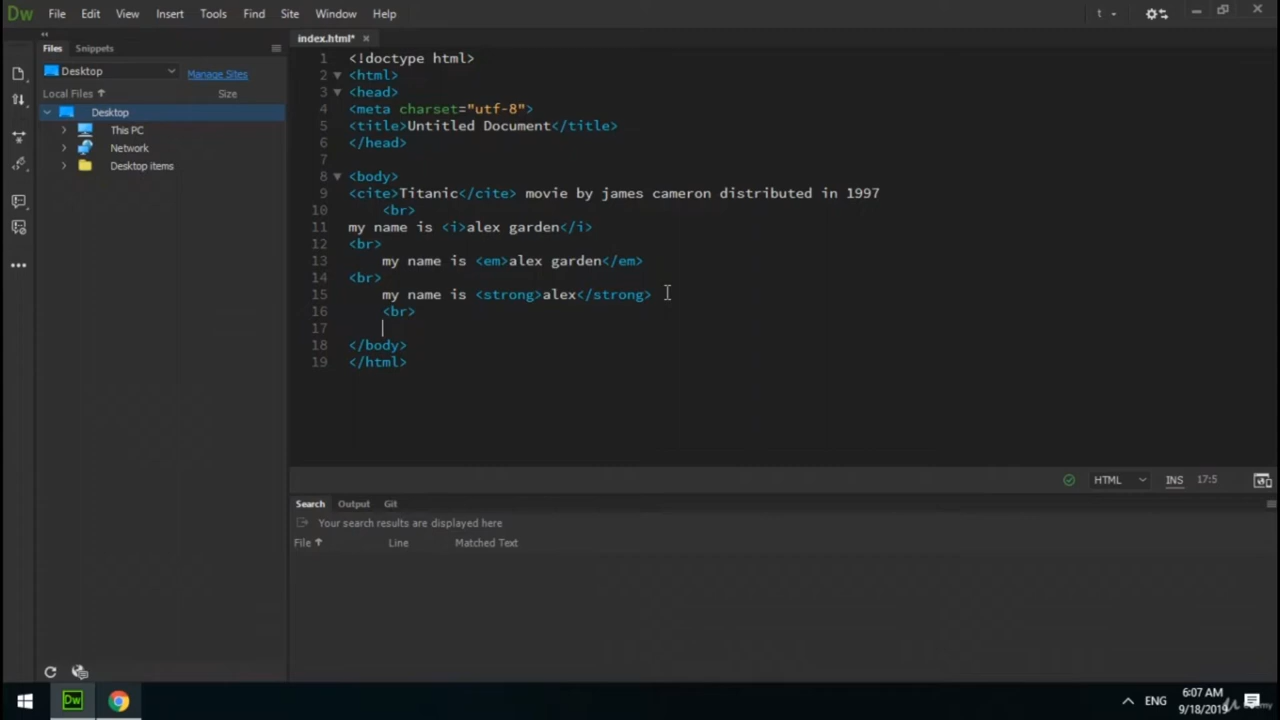 Dw File Edit View Insert Tools Find Site Window Help t
Files Snippets
index.html*
Desktop Manage Sites
Local Files Size
Desktop
This PC
Network
Desktop items
1 <!doctype html>
2 <html>
3 <head>
4 <meta charset="utf-8">
5 <title>Untitled Document</title>
6 </head>
7
8 <body>
9 <cite>Titanic</cite> movie by james cameron distributed in 1997
10 <br>
11 my name is <i>alex garden</i>
12 <br>
13 my name is <em>alex garden</em>
14 <br>
15 my name is <strong>alex</strong>
16 <br>
17
18 </body>
19 </html>
HTML INS 17:5
Search Output Git
Your search results are displayed here
File Line Matched Text
Dw ENG 6:07 AM
9/18/2019